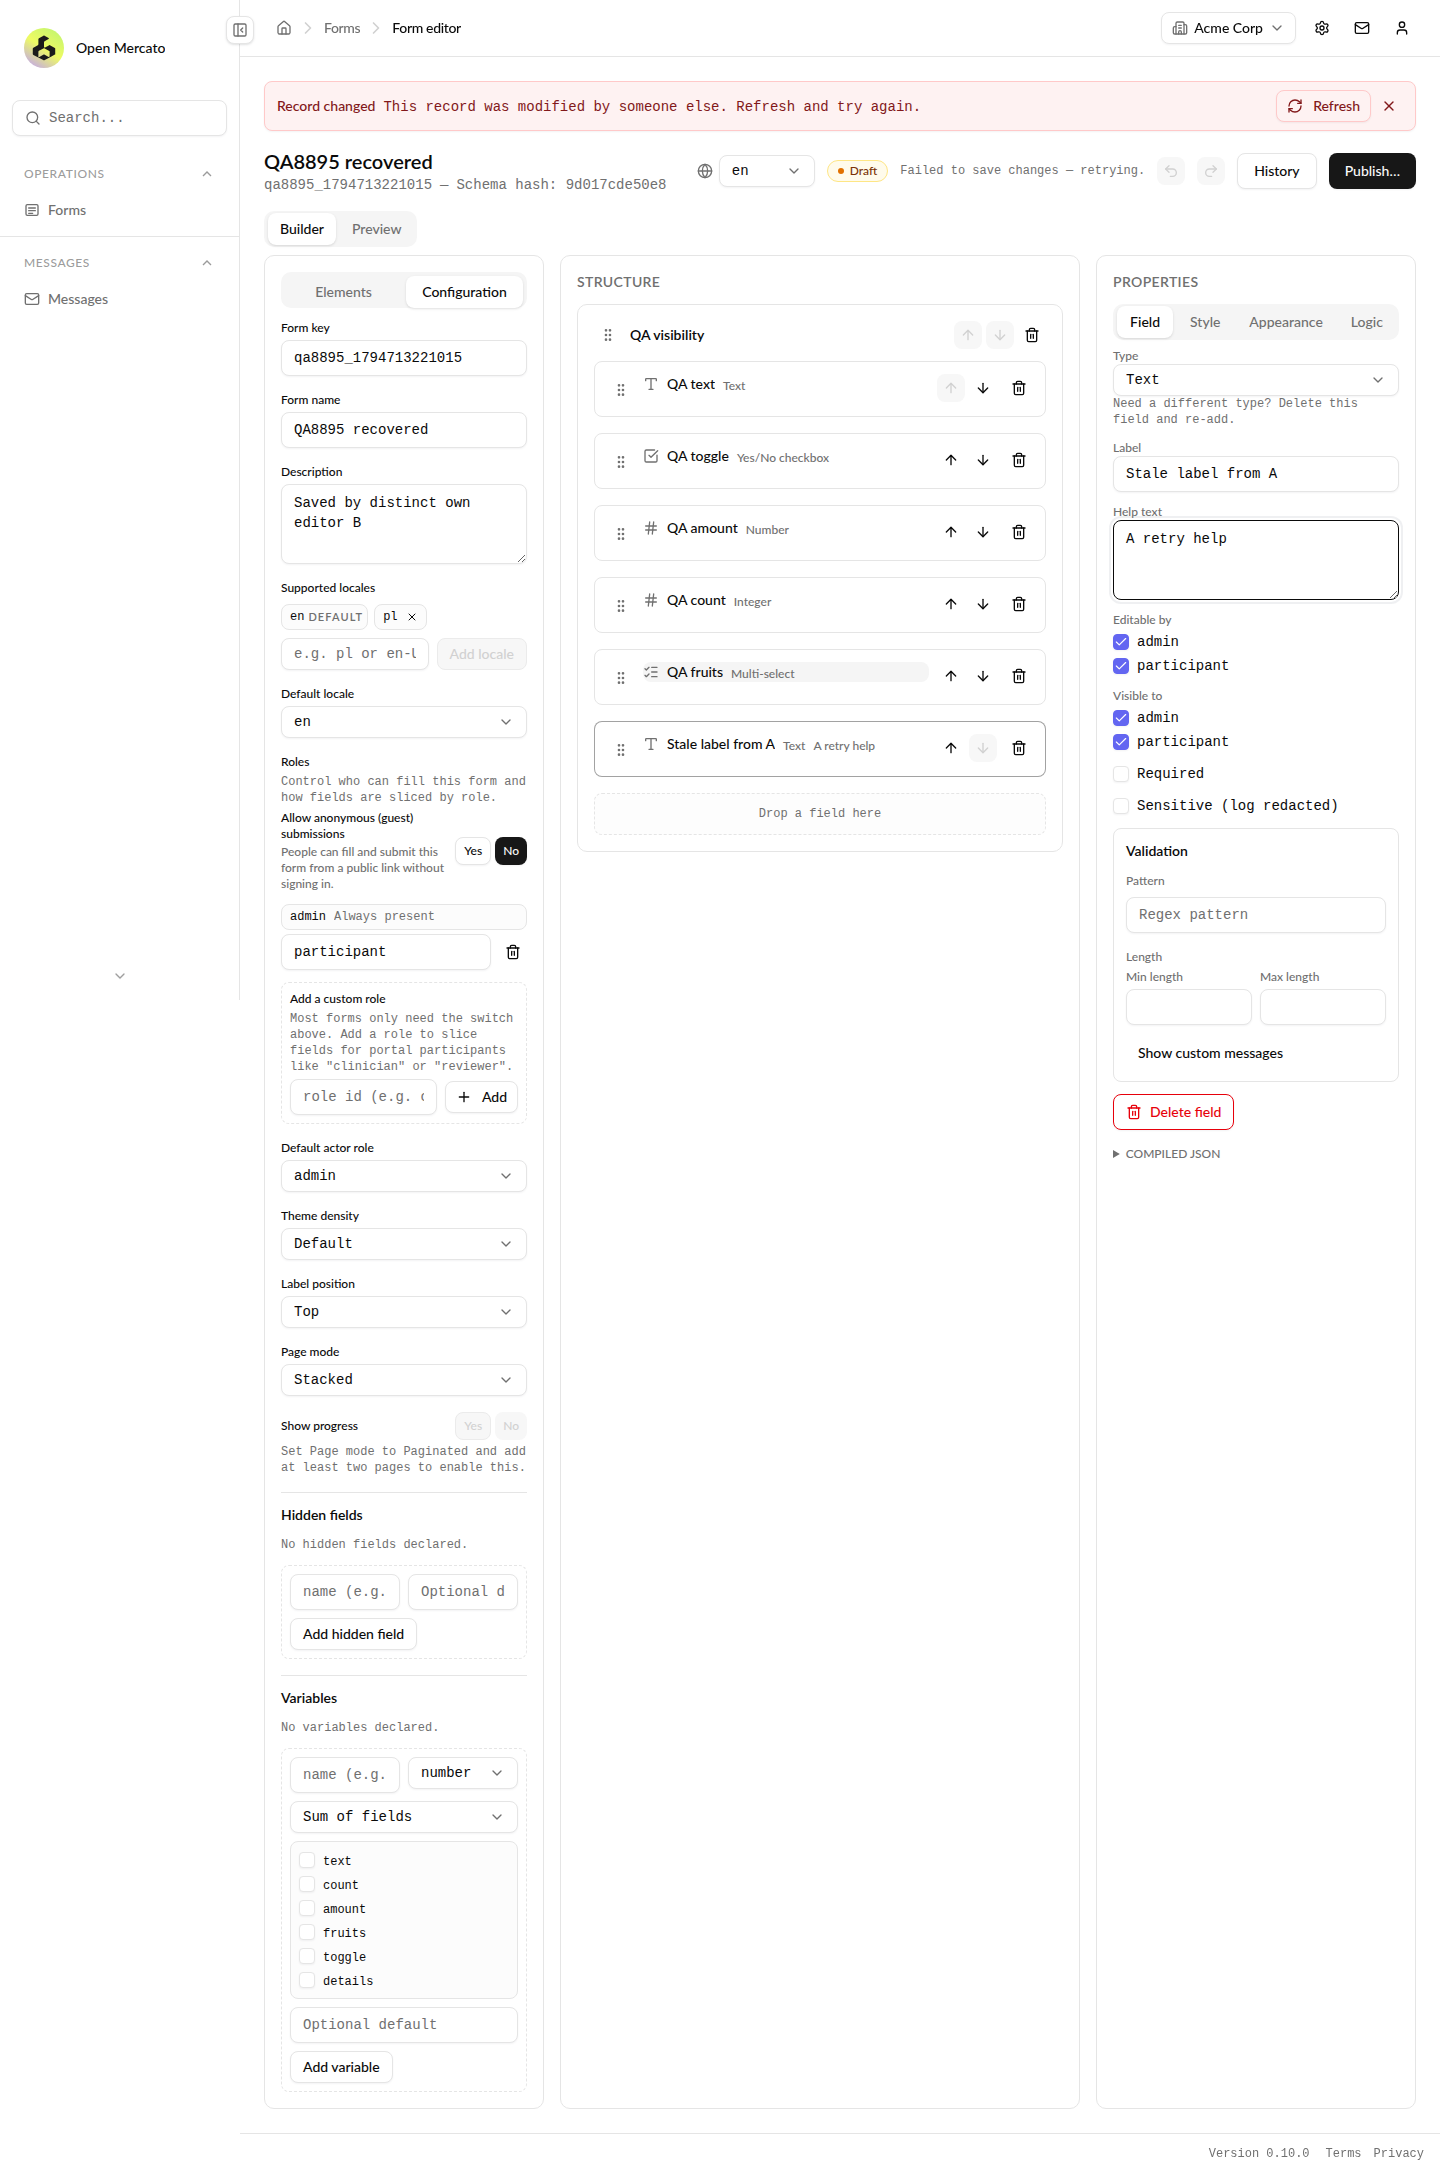 Open Mercato
Search...
OPERATIONS
Forms
MESSAGES
Messages
Forms
Form editor
Acme Corp
Record changed This record was modified by someone else. Refresh and try again.
Refresh
QA8895 recovered
qa8895_1794713221015 — Schema hash: 9d017cde50e8
en
Draft
Failed to save changes — retrying.
History
Publish...
Builder
Preview
Elements
Configuration
Form key
qa8895_1794713221015
Form name
QA8895 recovered
Description
Saved by distinct own
editor B
Supported locales
en DEFAULT
pl
e.g. pl or en-U
Add locale
Default locale
en
Roles
Control who can fill this form and
how fields are sliced by role.
Allow anonymous (guest)
submissions
People can fill and submit this
form from a public link without
signing in.
Yes
No
admin Always present
participant
Add a custom role
Most forms only need the switch
above. Add a role to slice
fields for portal participants
like "clinician" or "reviewer".
role id (e.g. c
Add
Default actor role
admin
Theme density
Default
Label position
Top
Page mode
Stacked
Show progress
Yes
No
Set Page mode to Paginated and add
at least two pages to enable this.
Hidden fields
No hidden fields declared.
name (e.g.
Optional d
Add hidden field
Variables
No variables declared.
name (e.g.
number
Sum of fields
text
count
amount
fruits
toggle
details
Optional default
Add variable
STRUCTURE
QA visibility
QA text Text
QA toggle Yes/No checkbox
QA amount Number
QA count Integer
QA fruits Multi-select
Stale label from A Text A retry help
Drop a field here
PROPERTIES
Field
Style
Appearance
Logic
Type
Text
Need a different type? Delete this
field and re-add.
Label
Stale label from A
Help text
A retry help
Editable by
admin
participant
Visible to
admin
participant
Required
Sensitive (log redacted)
Validation
Pattern
Regex pattern
Length
Min length
Max length
Show custom messages
Delete field
COMPILED JSON
Version 0.10.0
Terms
Privacy